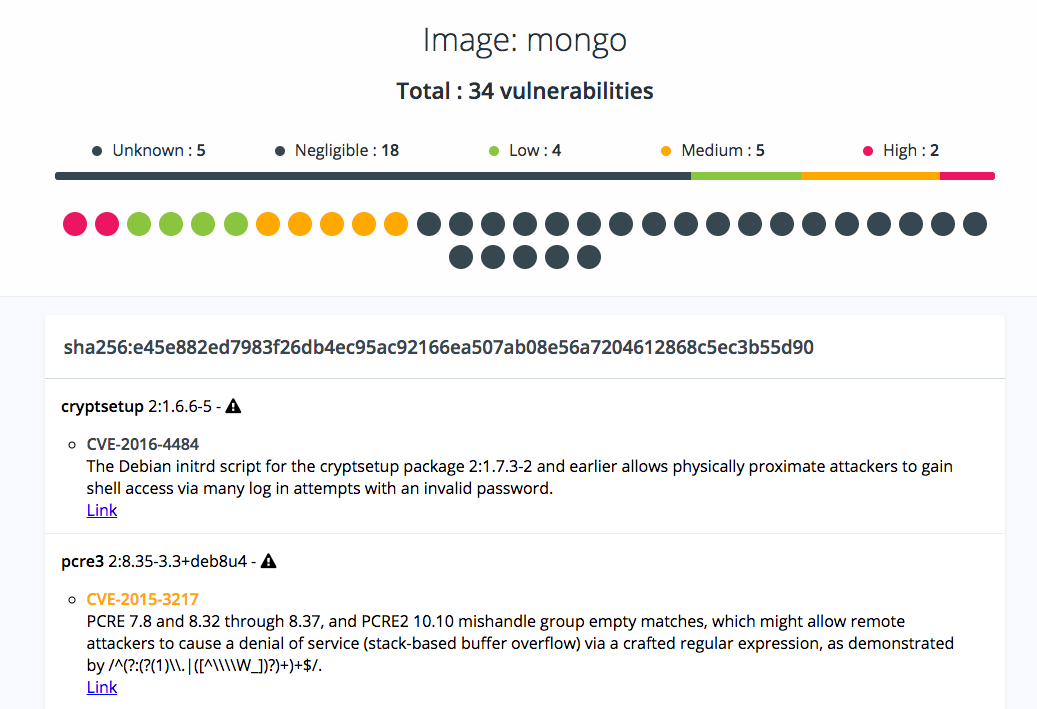 Image: mongo
Total : 34 vulnerabilities
Unknown : 5 Negligible : 18 Low : 4 Medium : 5 High : 2
sha256:e45e882ed7983f26db4ec95ac92166ea507ab08e56a7204612868c5ec3b55d90
cryptsetup 2:1.6.6-5 -
CVE-2016-4484
The Debian initrd script for the cryptsetup package 2:1.7.3-2 and earlier allows physically proximate attackers to gain
shell access via many log in attempts with an invalid password.
Link
pcre3 2:8.35-3.3+deb8u4 -
CVE-2015-3217
PCRE 7.8 and 8.32 through 8.37, and PCRE2 10.10 mishandle group empty matches, which might allow remote
attackers to cause a denial of service (stack-based buffer overflow) via a crafted regular expression, as demonstrated
by /^(?:(?(1)\\.|([^\\\\W_])?)+)+$/.
Link